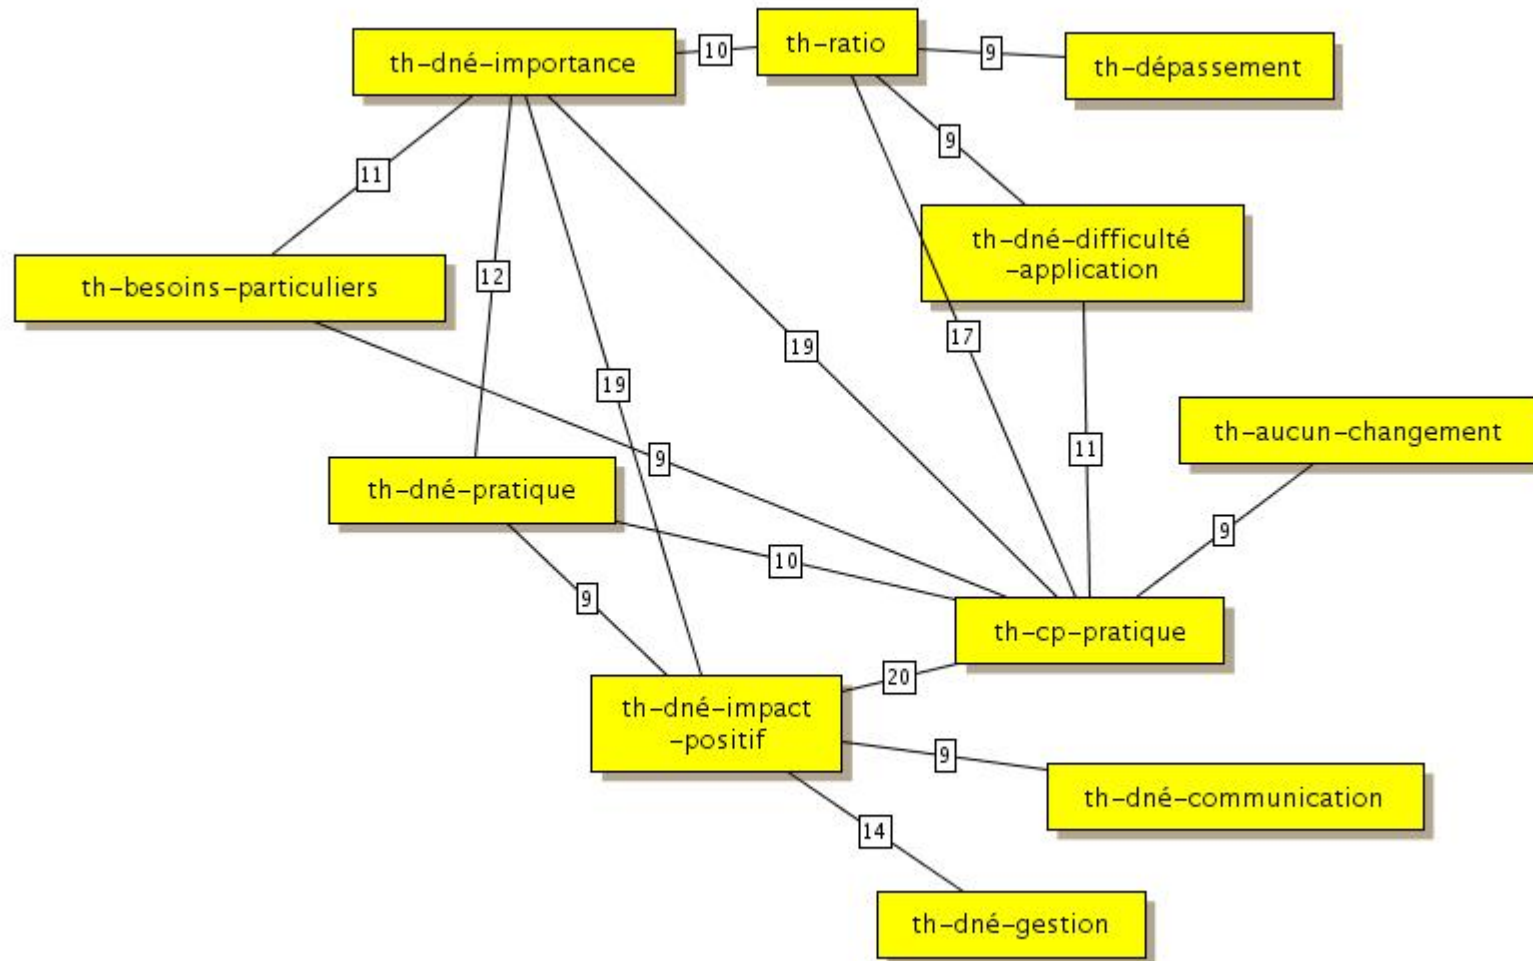 th-dné-importance
10
th-ratio
9
th-dépassement
9
11
th-dné-difficulté
-application
12
th-besoins-particuliers
17
19
19
th-aucun-changement
11
9
th-dné-pratique
9
10
9
th-cp-pratique
20
th-dné-impact
-positif
9
th-dné-communication
14
th-dné-gestion